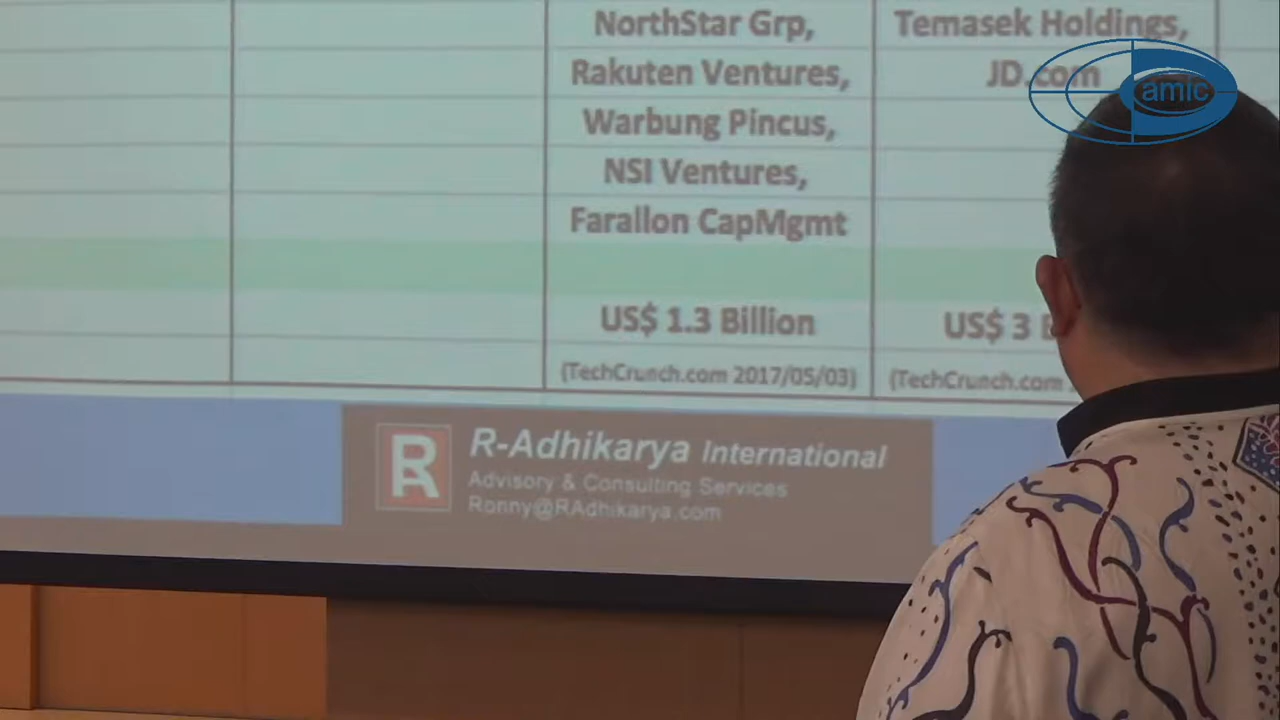 NorthStar Grp,
Temasek Holdings,
Rakuten Ventures,
JD.com
amic
Warbung Pincus,
NSI Ventures,
Farallon CapMgmt
US$ 1.3 Billion
US$ 3
(TechCrunch.com 2017/05/03)
(TechCrunch.com
R
R-Adhikarya International
Advisory & Consulting Services
Ronny@RAdhikarya.com